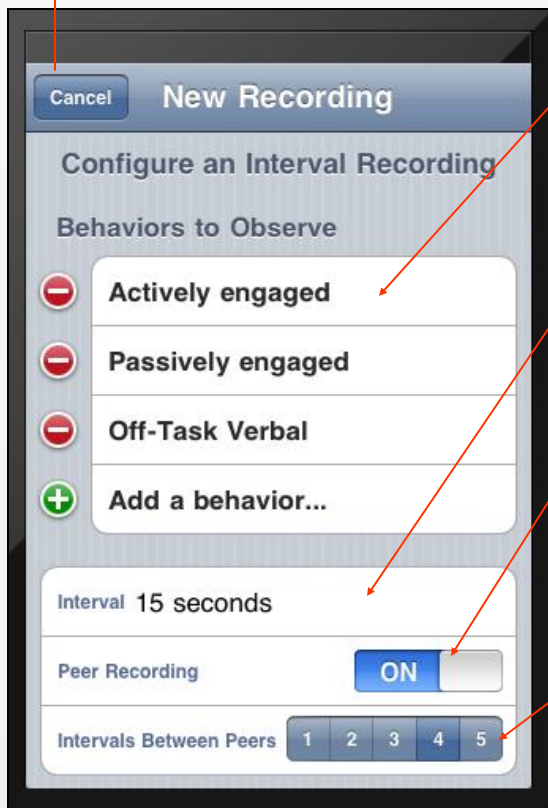 Cancel New Recording
Configure an Interval Recording
Behaviors to Observe
Actively engaged
Passively engaged
Off-Task Verbal
Add a behavior...
Interval 15 seconds
Peer Recording ON
Intervals Between Peers 1 2 3 4 5